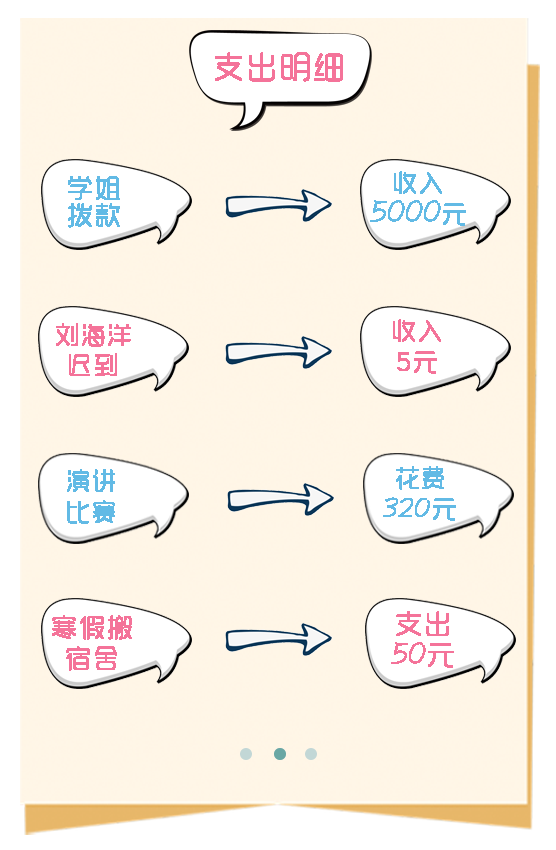 支出明细
学姐
拨款
收入
5000元
刘海洋
迟到
收入
5元
演讲
比赛
花费
320元
寒假搬
宿舍
支出
50元